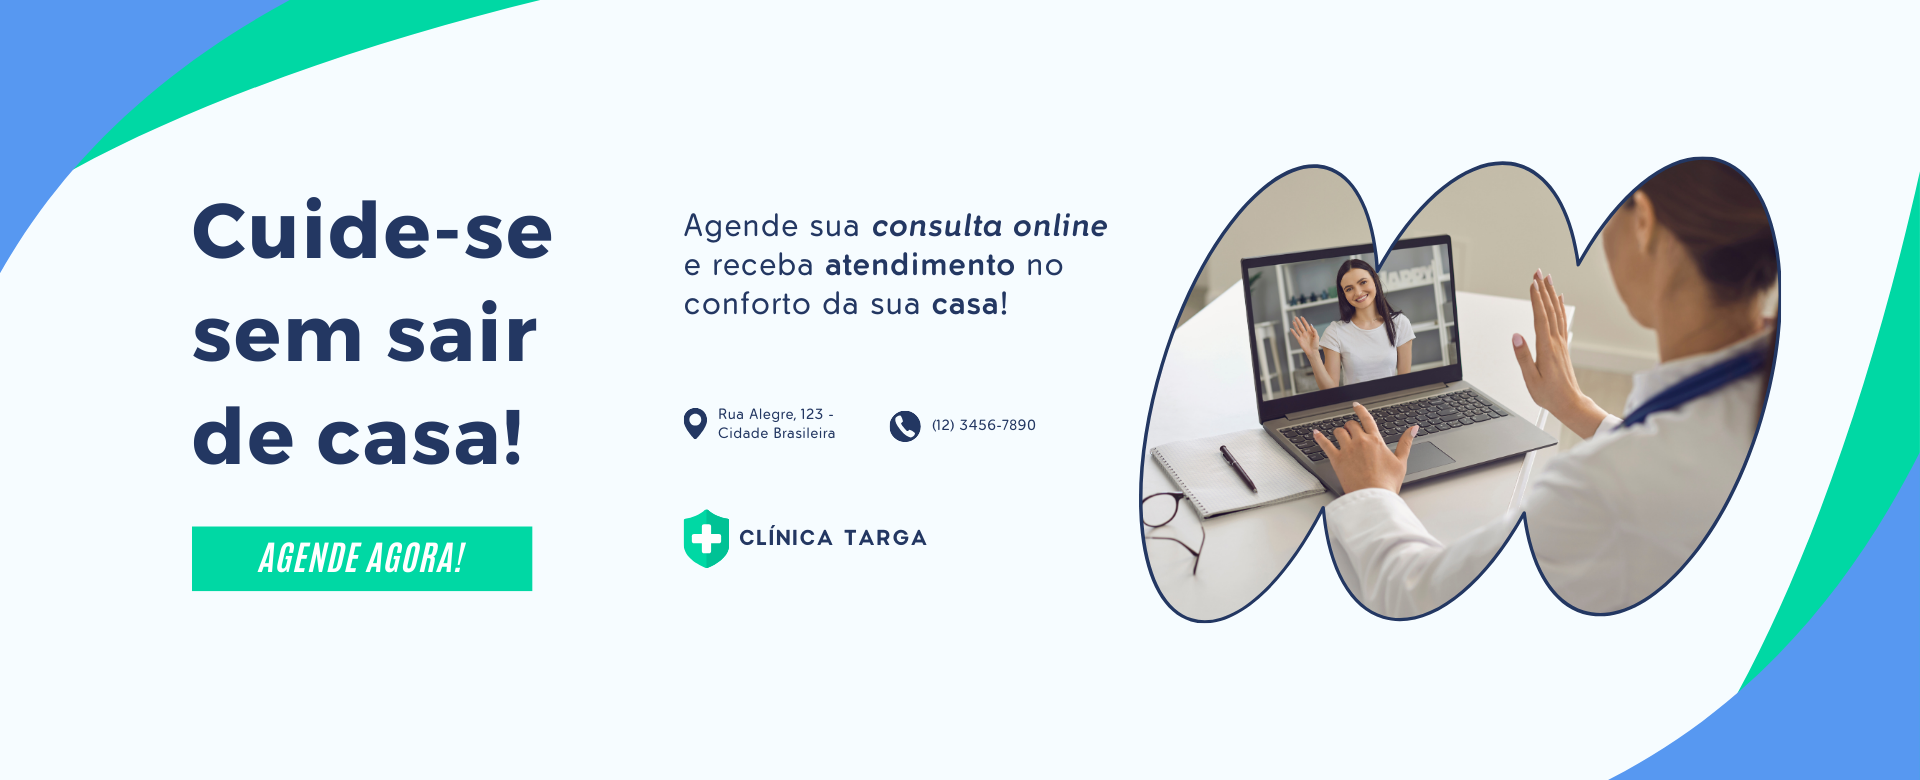 Cuide-se
sem sair
de casa!
AGENDE AGORA!
Agende sua consulta online
e receba atendimento no
conforto da sua casa!
Rua Alegre, 123 -
Cidade Brasileira
(12) 3456-7890
CLÍNICA TARGA
HAPPY